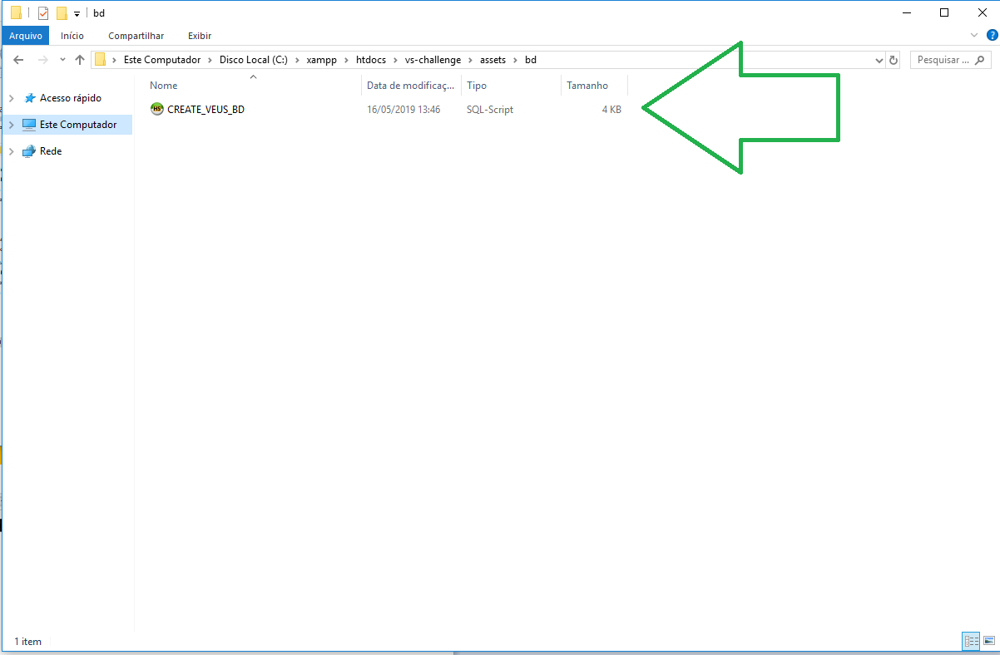 bd
Arquivo Início Compartilhar Exibir
Este Computador Disco Local (C:) xampp htdocs vs-challenge assets bd Pesquisar ...
Nome Data de modificaç... Tipo Tamanho
CREATE_VEUS_BD 16/05/2019 13:46 SQL-Script 4 KB
Acesso rápido
Este Computador
Rede
1 item